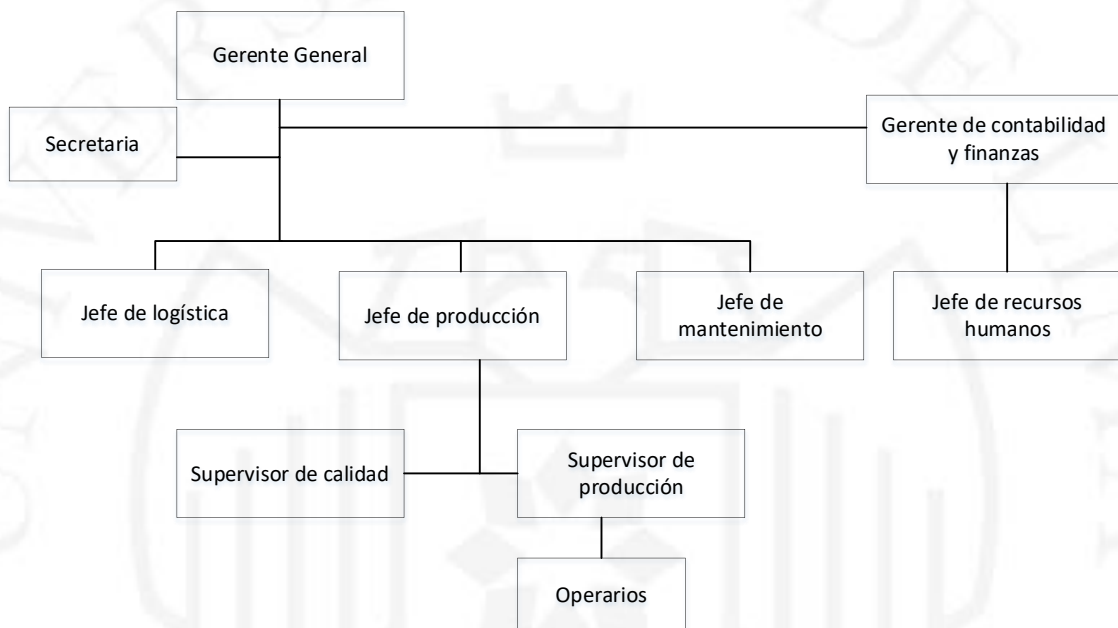 Gerente General
Secretaria
Gerente de contabilidad
y finanzas
Jefe de logística
Jefe de producción
Jefe de
mantenimiento
Jefe de recursos
humanos
Supervisor de calidad
Supervisor de
producción
Operarios